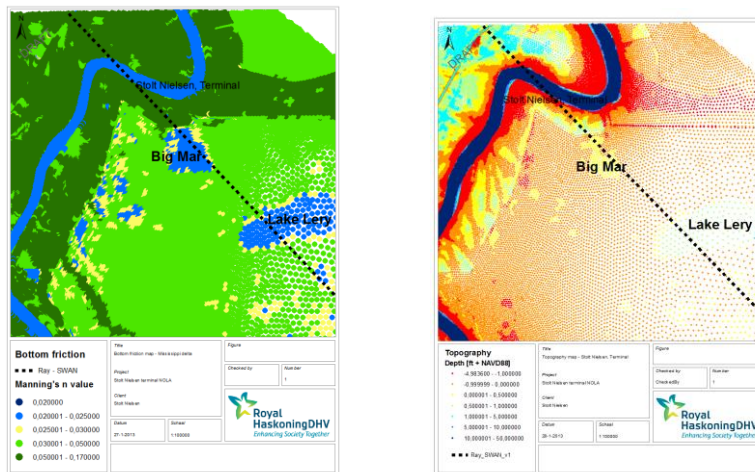 N
Stolt Nielsen, Terminal
Big Mar
Lake Lery
Bottom friction
Ray - SWAN
Manning's n value
0,020000
0,020001 - 0,025000
0,025001 - 0,030000
0,030001 - 0,050000
0,050001 - 0,170000
Title
Bottom friction map - Mississippi delta
Project
Stolt Nielsen terminal NOLA
Client
Stolt Nielsen
Datum
27-1-2013
Schaal
1:100000
Figure
Checked by
Number
1
Royal
HaskoningDHV
Enhancing Society Together
N
DRAFT
Stolt Nielsen, Terminal
Big Mar
Lake Lery
Topography
Depth [ft + NAVD88]
-4,983600 - -1,000000
-0,999999 - 0,000000
0,000001 - 0,500000
0,500001 - 1,000000
1,000001 - 5,000000
5,000001 - 10,000000
10,000001 - 50,000000
Ray_SWAN_v1
Title
Topography map - Stolt Nielsen, Terminal
Project
Stolt Nielsen terminal NOLA
Client
Stolt Nielsen
Datum
28-1-2013
Schaal
1:100000
Figure
Checked by
CheckedBy
Number
1
Royal
HaskoningDHV
Enhancing Society Together